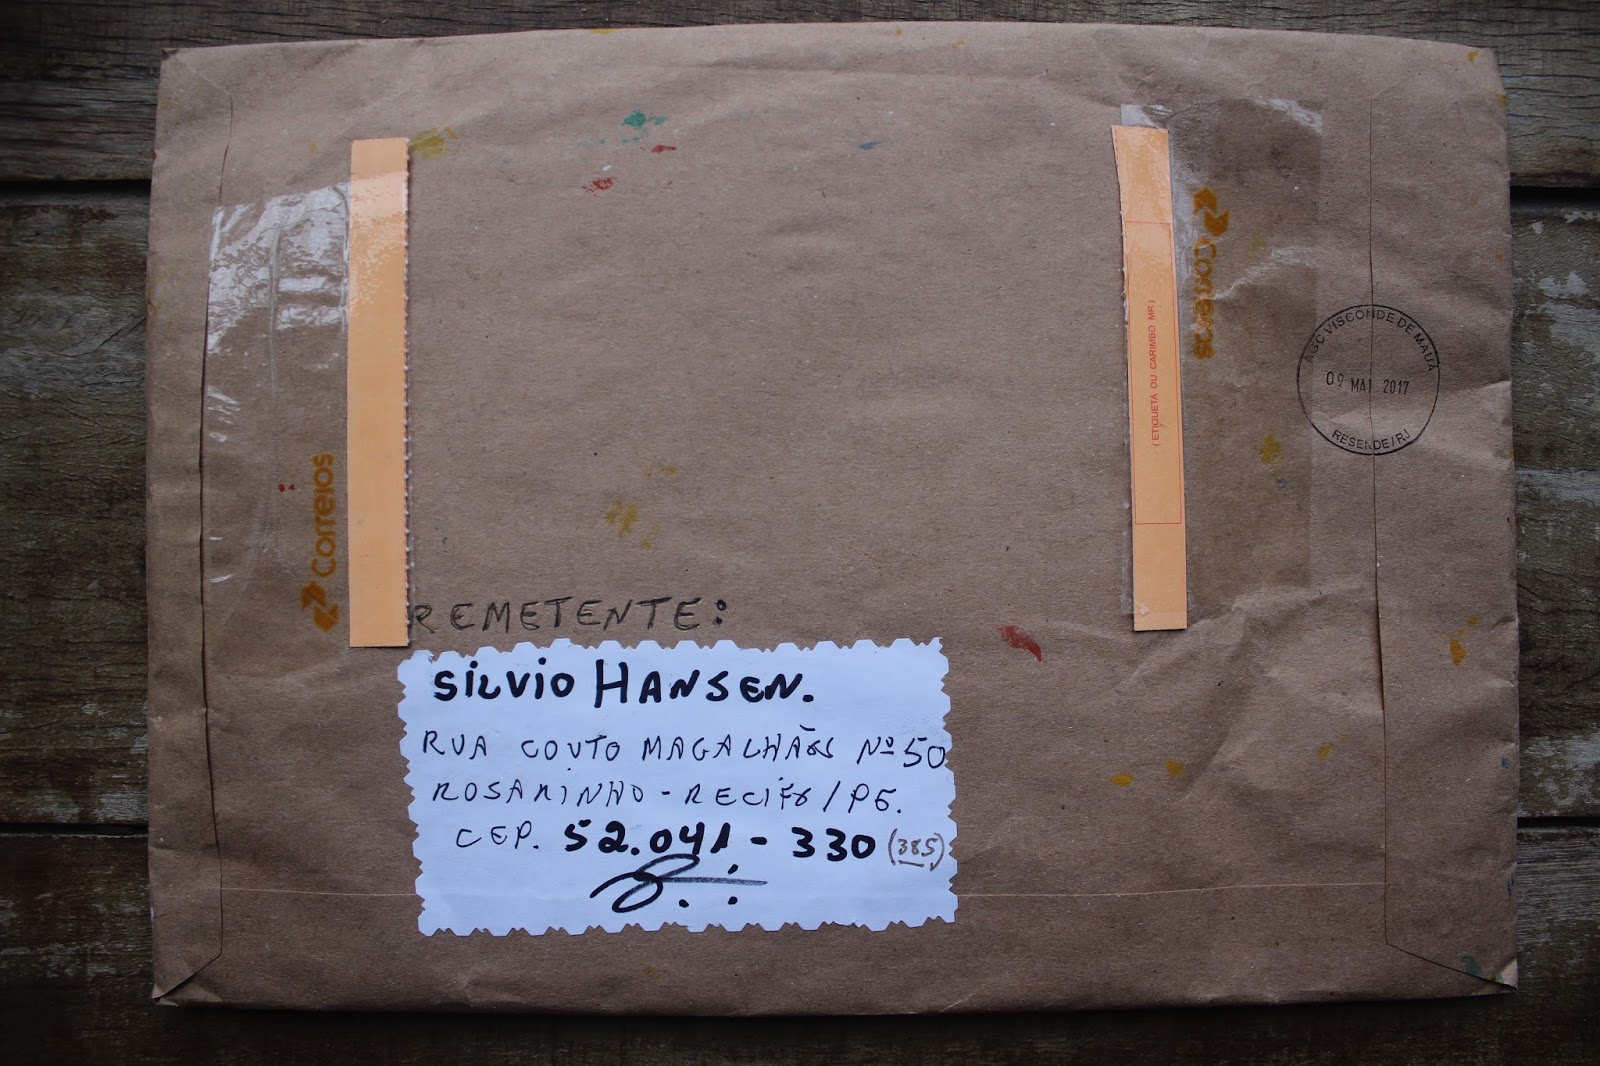 Correios
( ETIQUETA OU CARIMBO MR )
Correios
AGC VISCONDE DE MAUÁ
09 MAI 2017
RESENDE / RJ
REMETENTE:
SiLViO HANSEN.
RUA COUTO MAGALHÃES Nº 50
ROSARINHO - RECIFE / PE.
CEP. 52.041 - 330 (385)